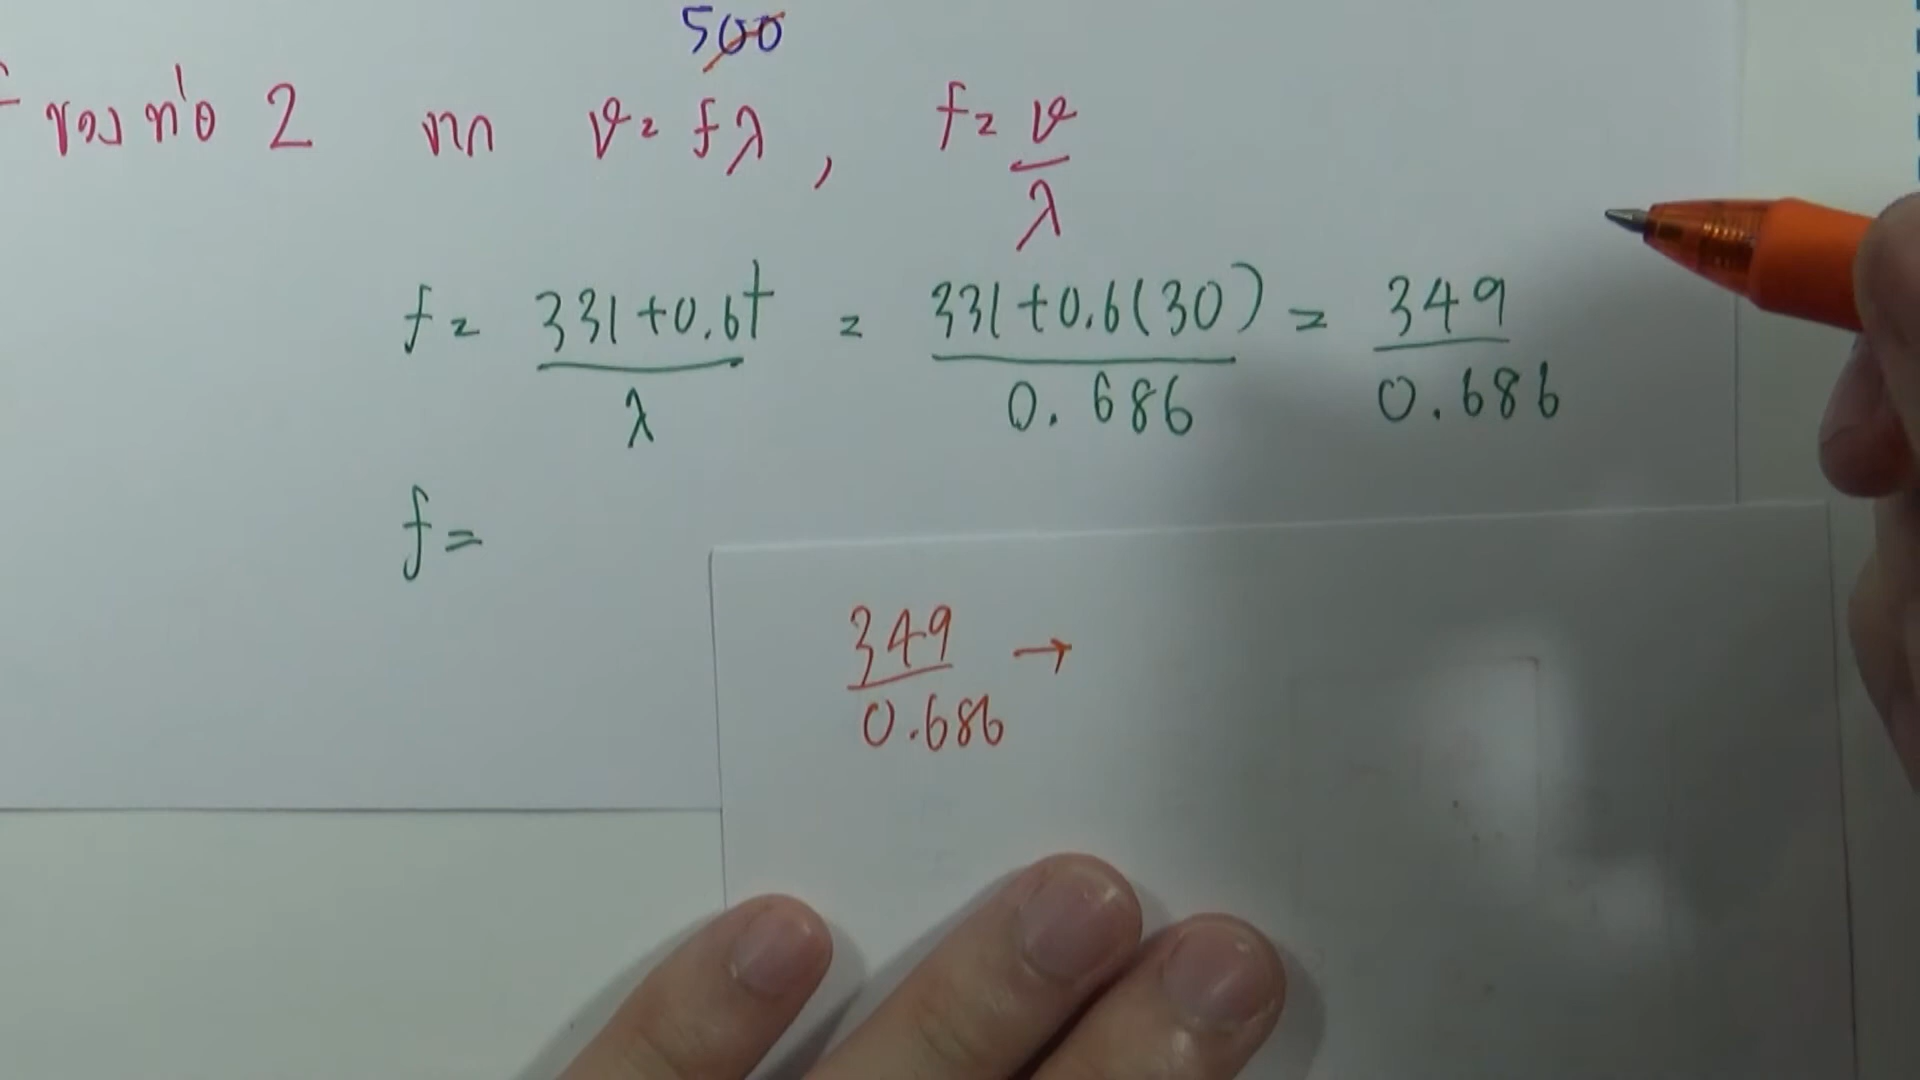 500
ของท่อ 2 จาก v = fλ , f = v/λ
f = 331+0.6t/λ = 331+0.6(30)/0.686 = 349/0.686
f =
349/0.686 →